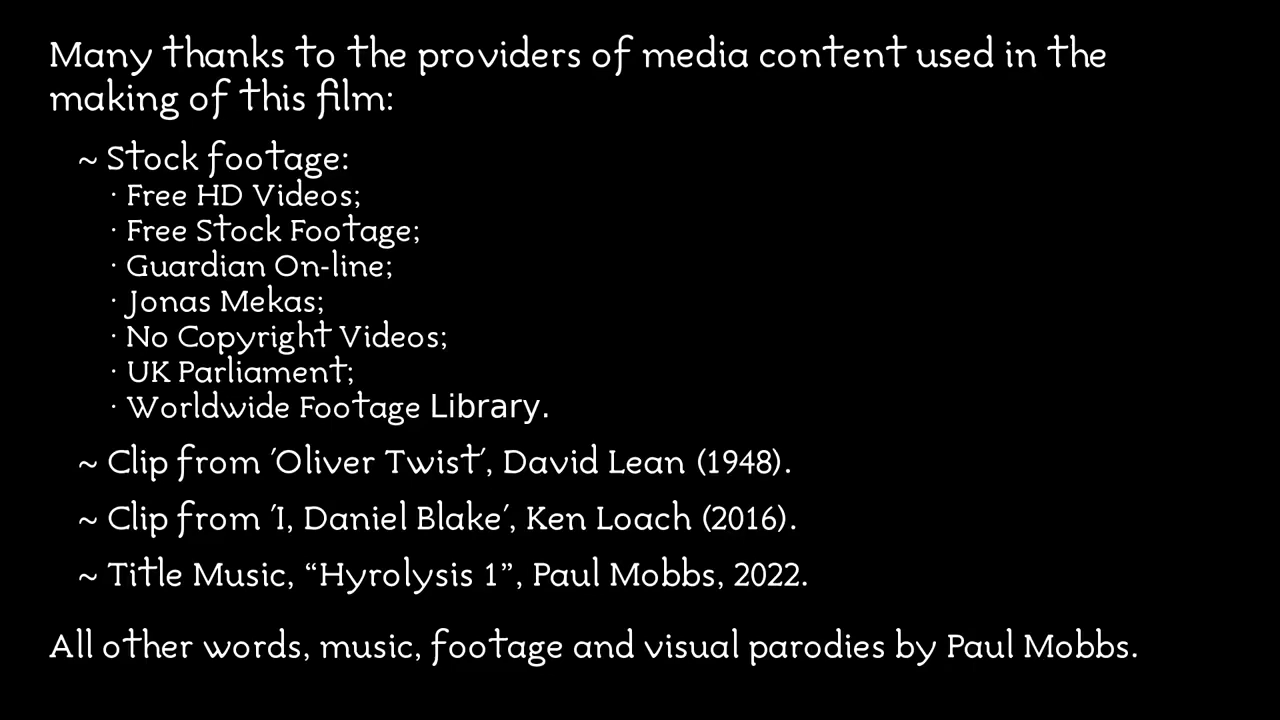 Many thanks to the providers of media content used in the
making of this film:
~ Stock footage:
· Free HD Videos;
· Free Stock Footage;
· Guardian On-line;
· Jonas Mekas;
· No Copyright Videos;
· UK Parliament;
· Worldwide Footage Library.
~ Clip from 'Oliver Twist', David Lean (1948).
~ Clip from 'I, Daniel Blake', Ken Loach (2016).
~ Title Music, “Hyrolysis 1”, Paul Mobbs, 2022.
All other words, music, footage and visual parodies by Paul Mobbs.